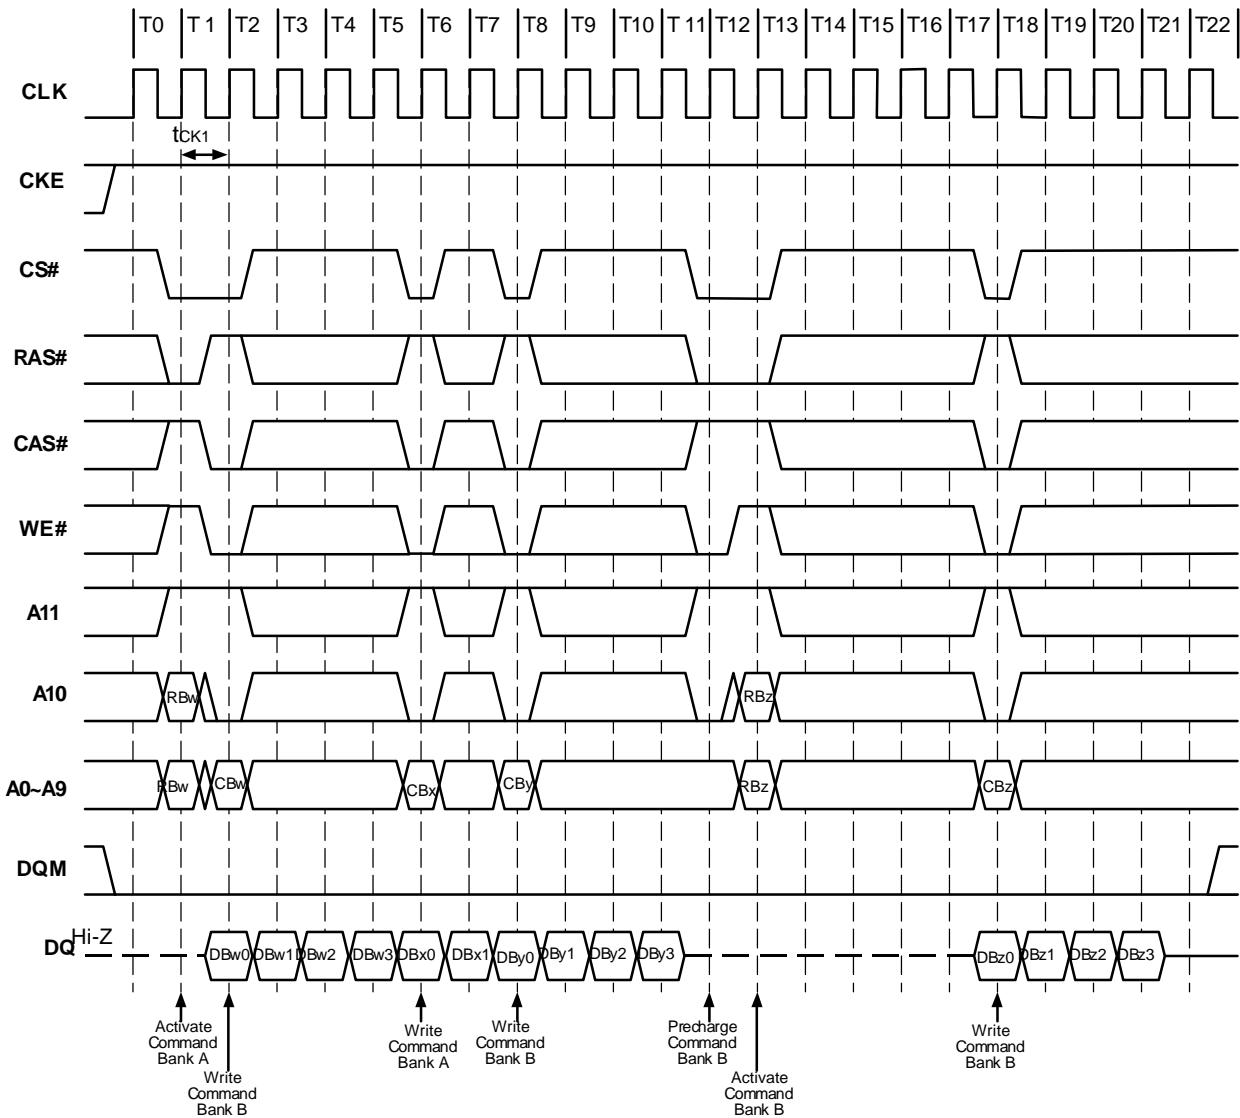 T0 T 1 T2 T3 T4 T5 T6 T7 T8 T9 T10 T 11 T12 T13 T14 T15 T16 T17 T18 T19 T20 T21 T22
CLK
tCK1
CKE
CS#
RAS#
CAS#
WE#
A11
A10
RBw RBz
A0~A9
RBw CBw CBx CBy RBz CBz
DQM
DQ Hi-Z
DBw0 DBw1 DBw2 DBw3 DBx0 DBx1 DBy0 DBy1 DBy2 DBy3 DBz0 DBz1 DBz2 DBz3
Activate
Command
Bank A
Write
Command
Bank B
Write
Command
Bank A
Write
Command
Bank B
Precharge
Command
Bank B
Activate
Command
Bank B
Write
Command
Bank B